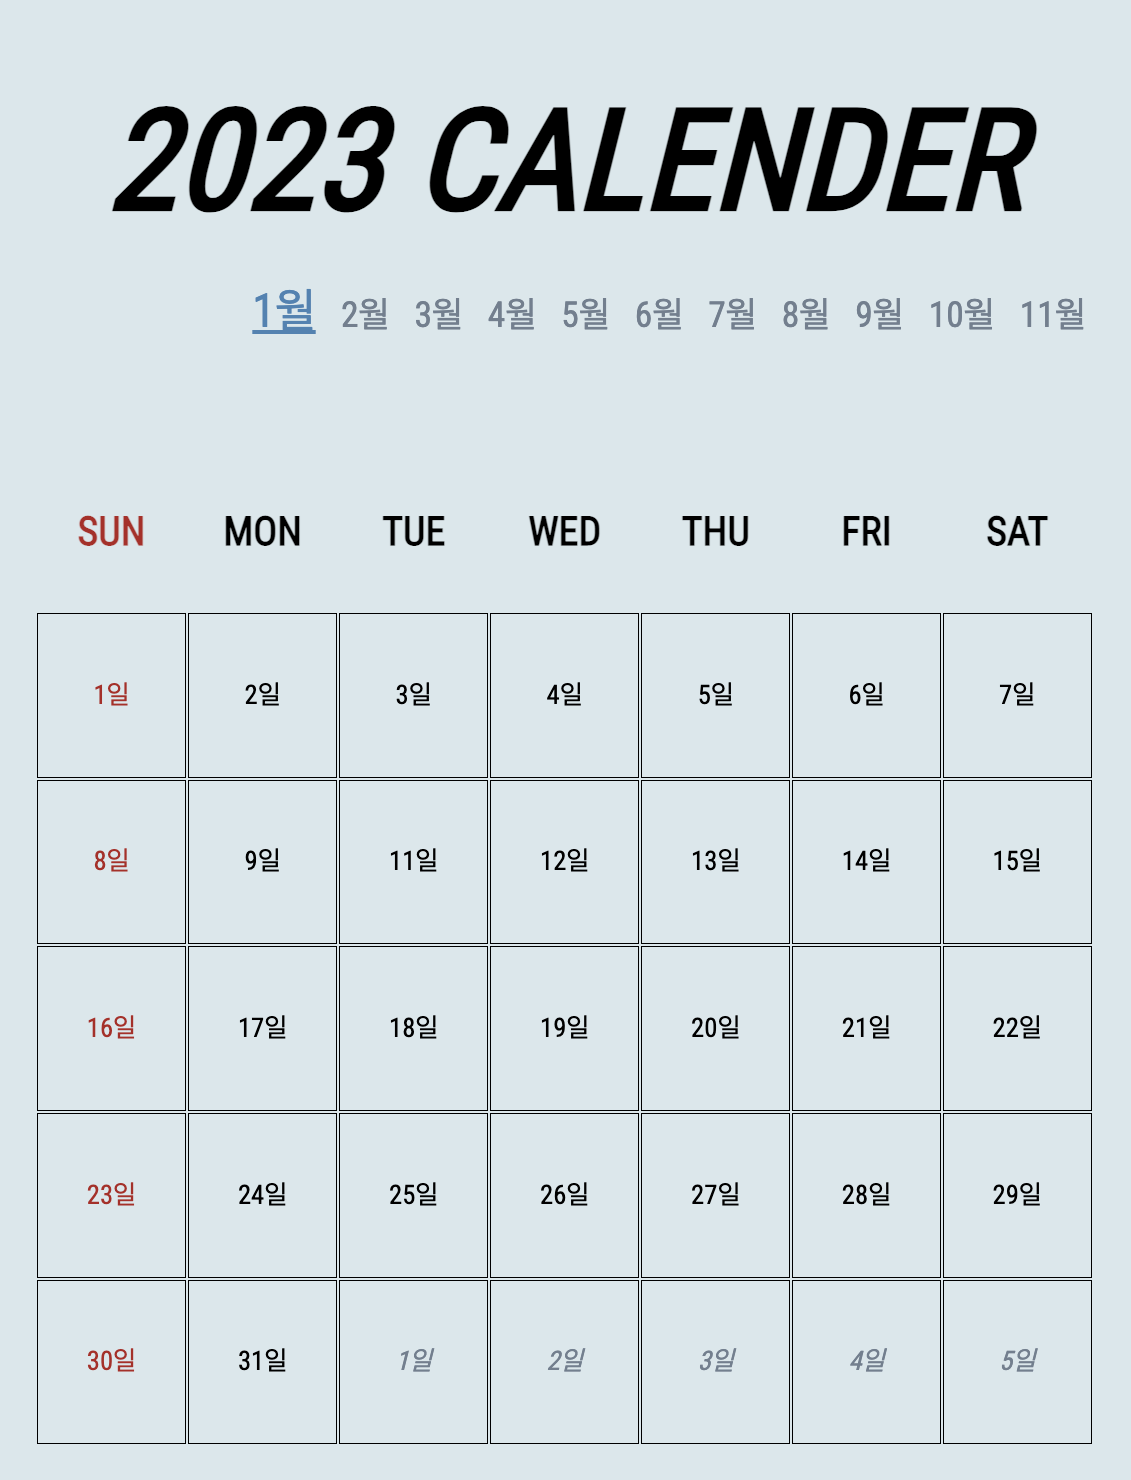 2023 CALENDER
1월 2월 3월 4월 5월 6월 7월 8월 9월 10월 11월
SUN MON TUE WED THU FRI SAT
1일 2일 3일 4일 5일 6일 7일
8일 9일 11일 12일 13일 14일 15일
16일 17일 18일 19일 20일 21일 22일
23일 24일 25일 26일 27일 28일 29일
30일 31일 1일 2일 3일 4일 5일